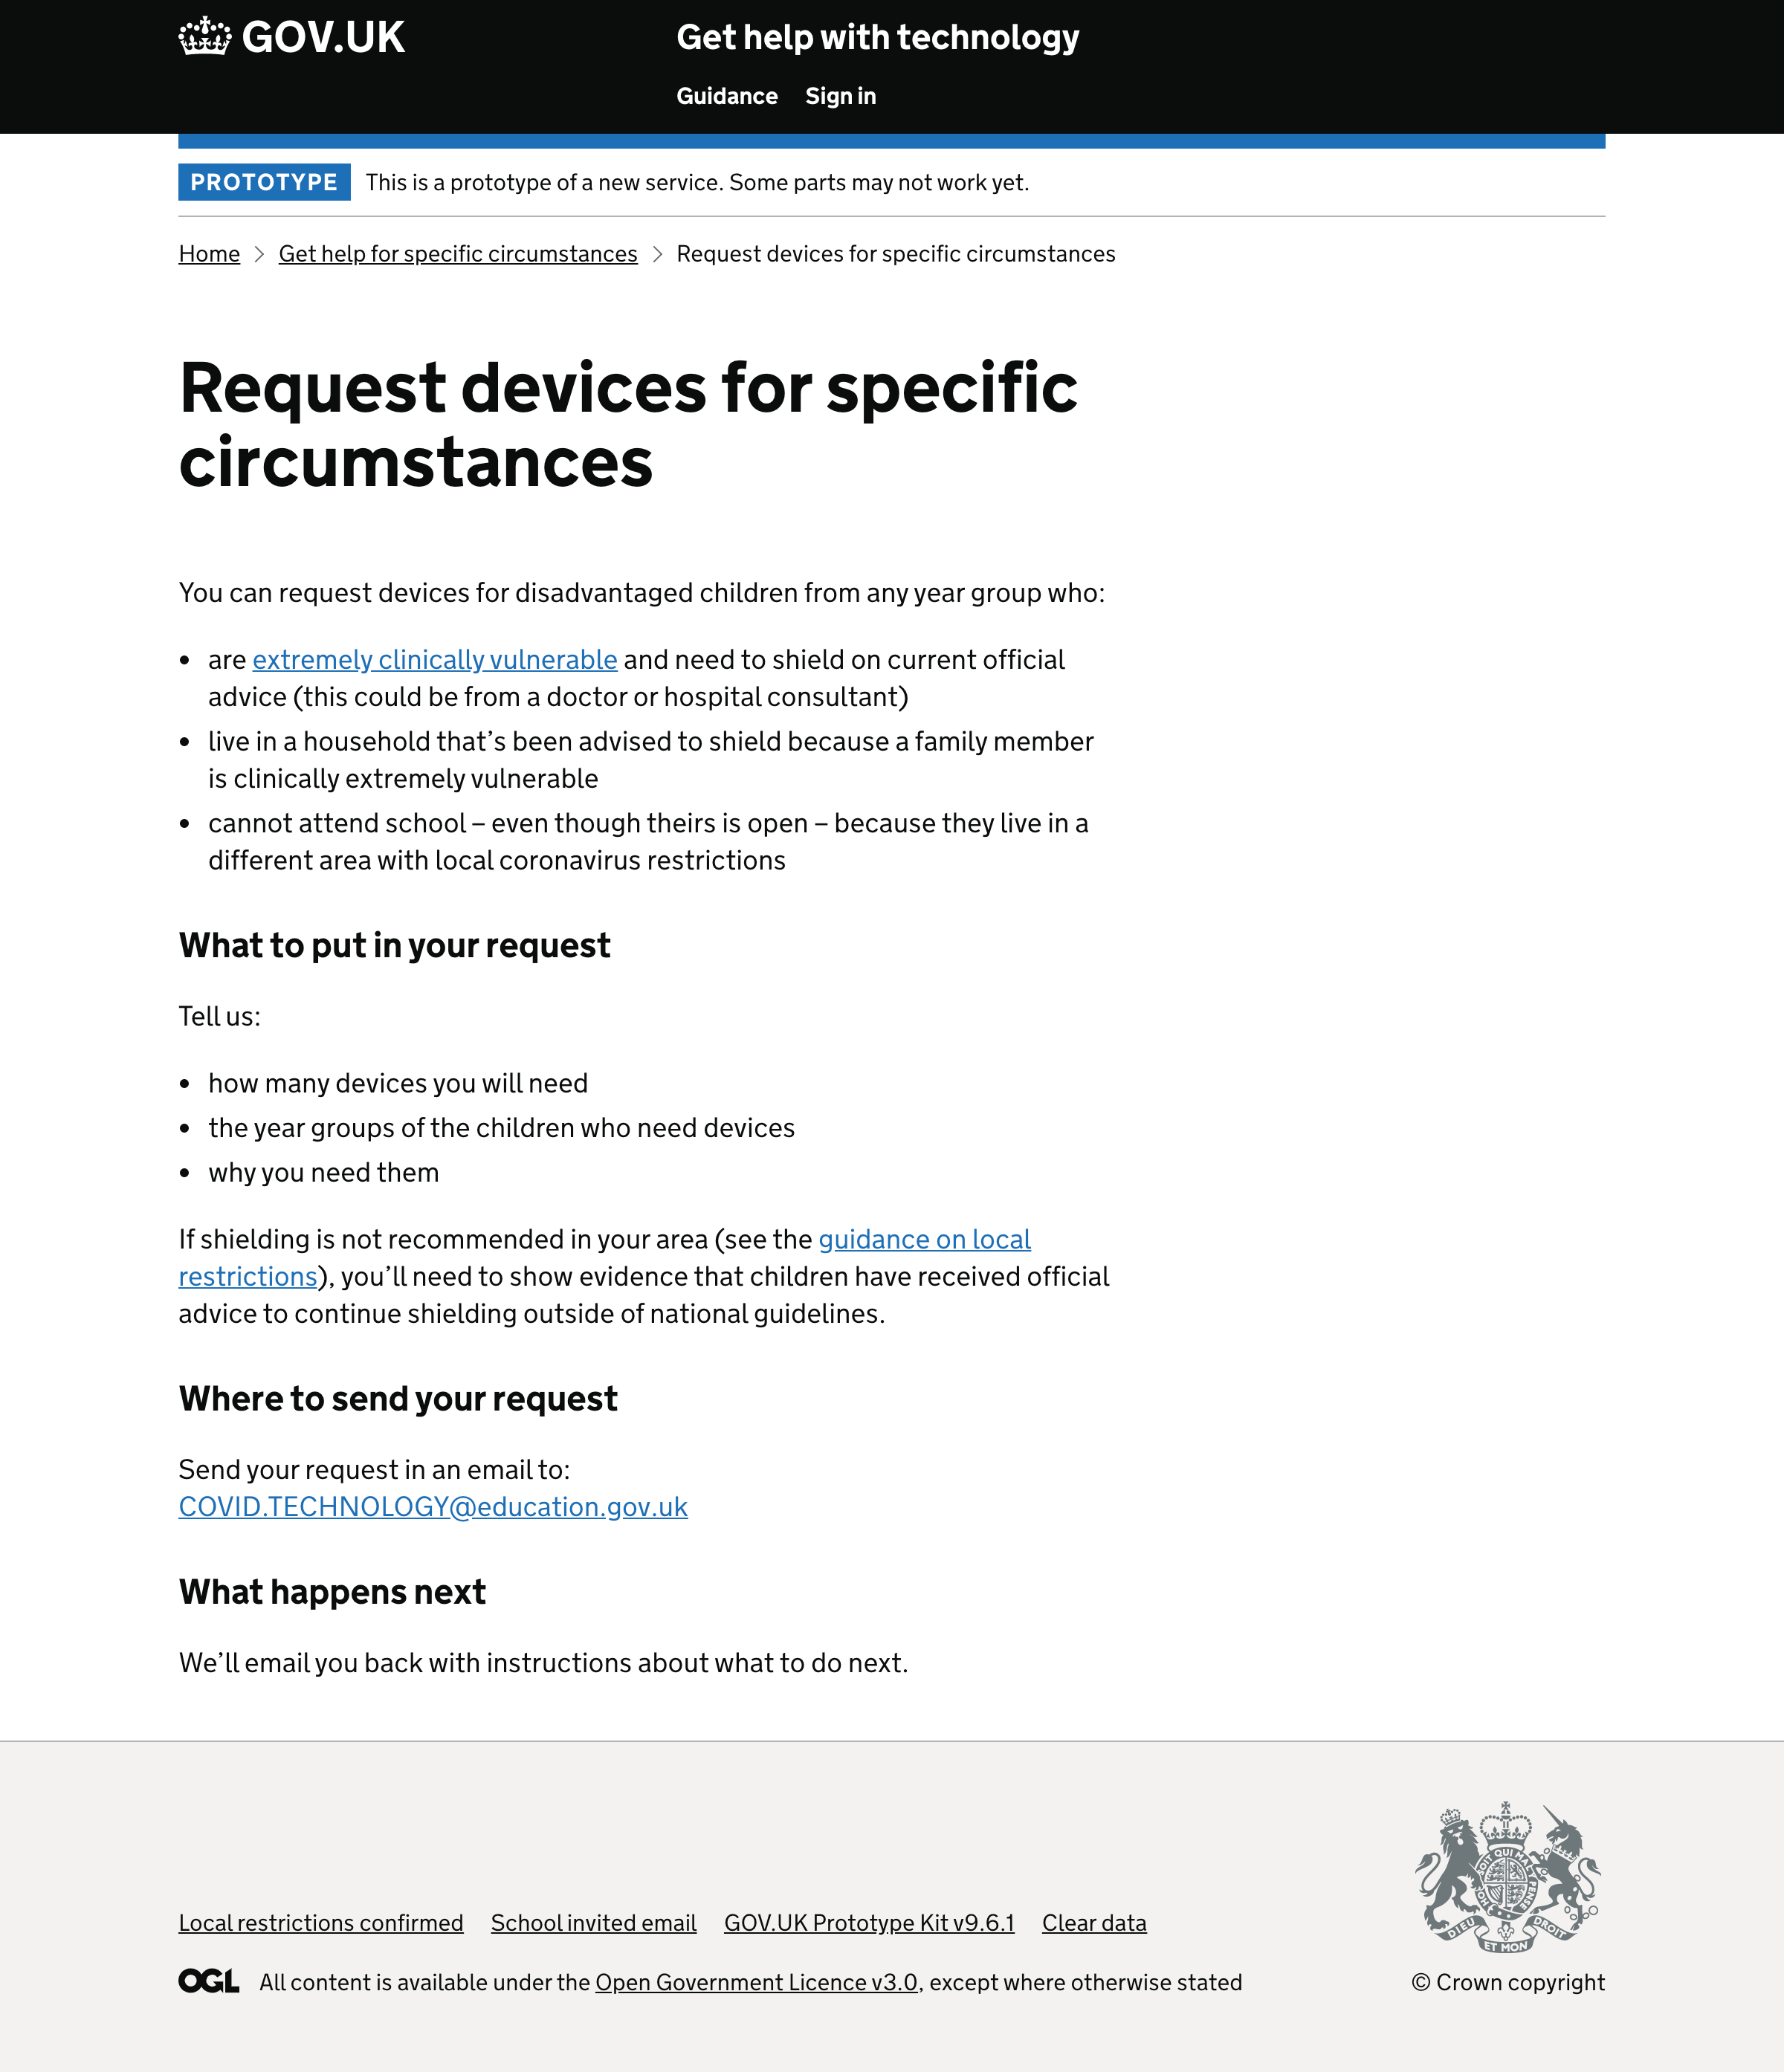 GOV.UK
Get help with technology
Guidance Sign in
PROTOTYPE This is a prototype of a new service. Some parts may not work yet.
Home > Get help for specific circumstances > Request devices for specific circumstances
Request devices for specific
circumstances
You can request devices for disadvantaged children from any year group who:
• are extremely clinically vulnerable and need to shield on current official
advice (this could be from a doctor or hospital consultant)
• live in a household that’s been advised to shield because a family member
is clinically extremely vulnerable
• cannot attend school – even though theirs is open – because they live in a
different area with local coronavirus restrictions
What to put in your request
Tell us:
• how many devices you will need
• the year groups of the children who need devices
• why you need them
If shielding is not recommended in your area (see the guidance on local
restrictions), you’ll need to show evidence that children have received official
advice to continue shielding outside of national guidelines.
Where to send your request
Send your request in an email to:
COVID.TECHNOLOGY@education.gov.uk
What happens next
We’ll email you back with instructions about what to do next.
Local restrictions confirmed School invited email GOV.UK Prototype Kit v9.6.1 Clear data
OGL All content is available under the Open Government Licence v3.0, except where otherwise stated
DIEU ET MON DROIT
© Crown copyright